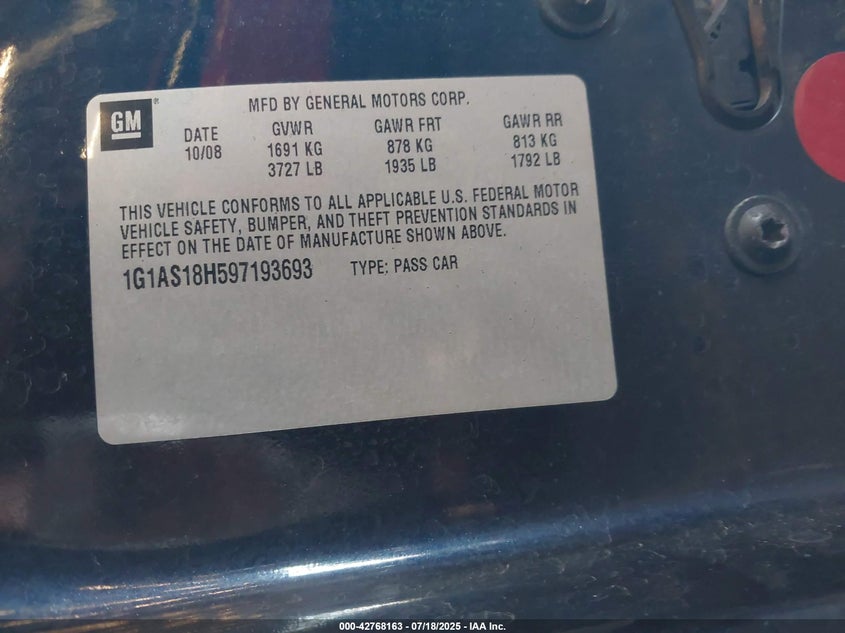 MFD BY GENERAL MOTORS CORP.
GM®
DATE GVWR GAWR FRT GAWR RR
10/08 1691 KG 878 KG 813 KG
3727 LB 1935 LB 1792 LB
THIS VEHICLE CONFORMS TO ALL APPLICABLE U.S. FEDERAL MOTOR
VEHICLE SAFETY, BUMPER, AND THEFT PREVENTION STANDARDS IN
EFFECT ON THE DATE OF MANUFACTURE SHOWN ABOVE.
1G1AS18H597193693 TYPE: PASS CAR
000-42768163 - 07/18/2025 - IAA Inc.